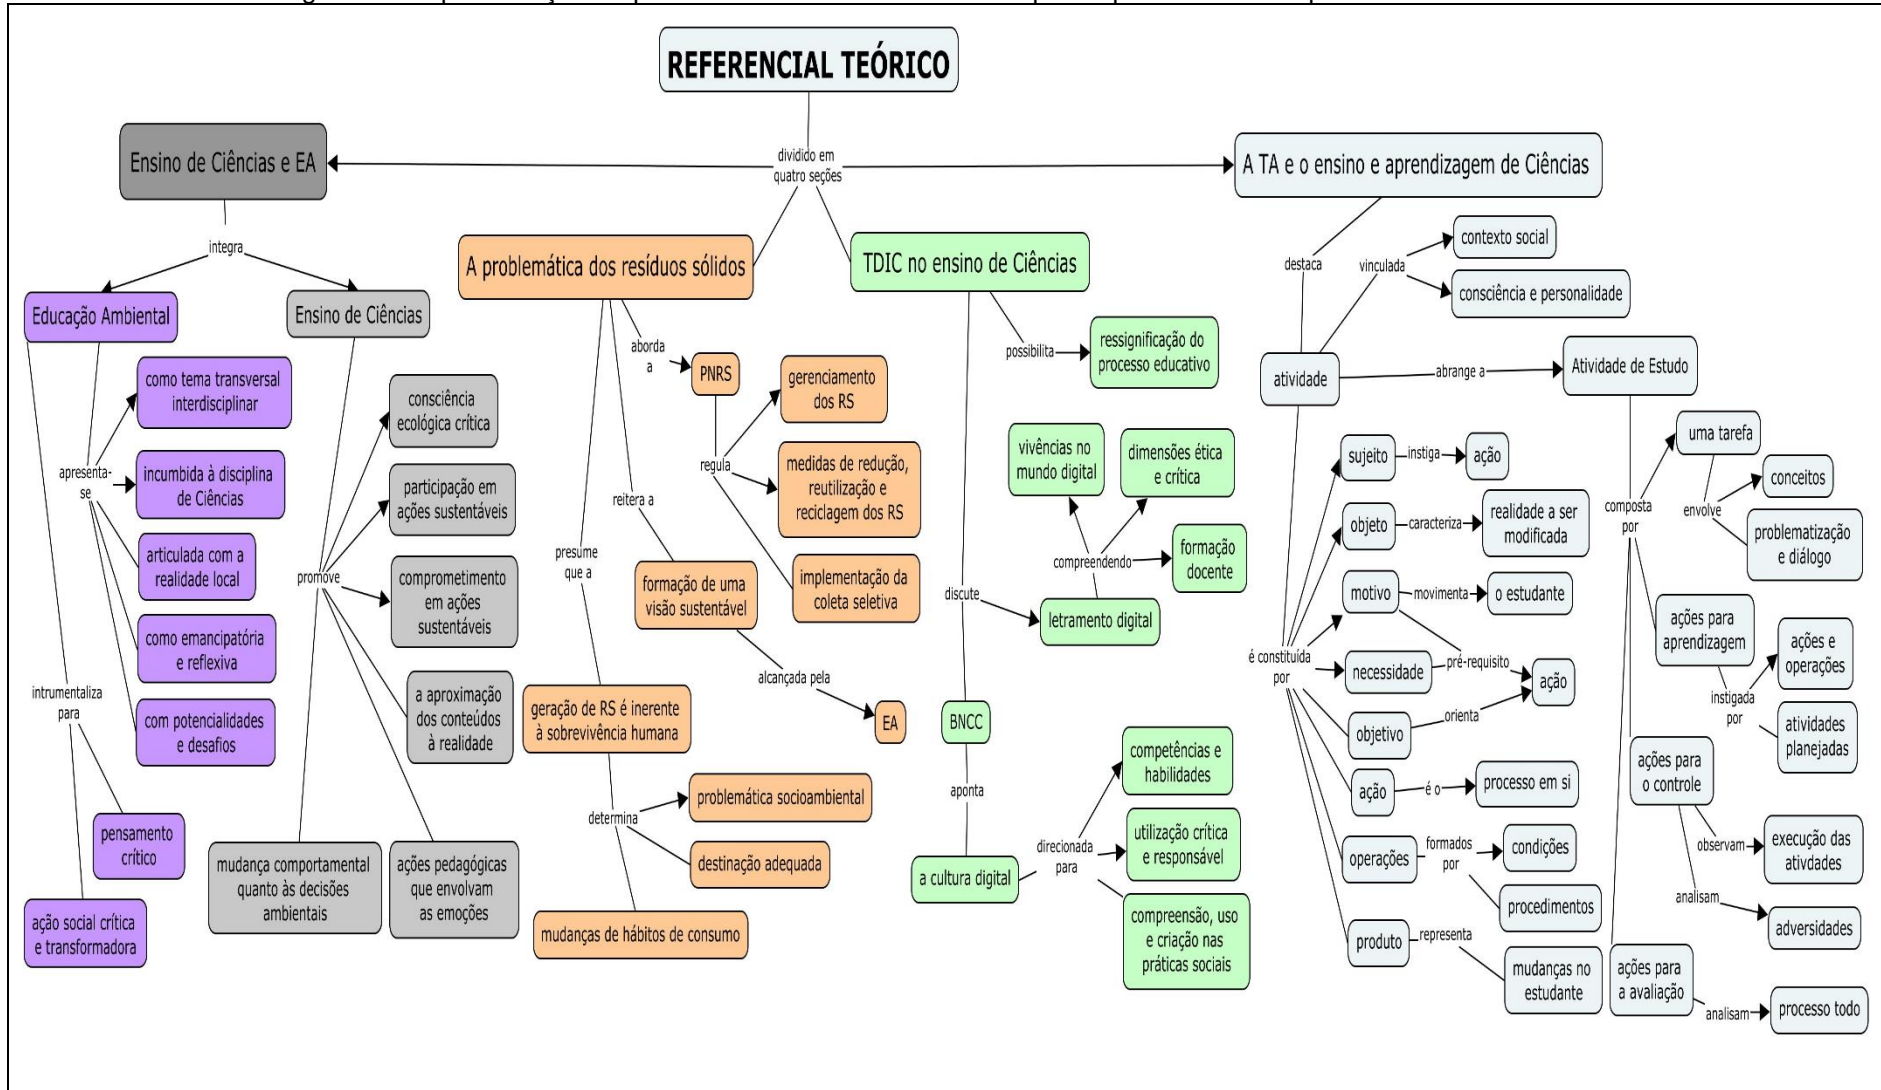 REFERENCIAL TEÓRICO
dividido em
quatro seções
Ensino de Ciências e EA
integra
Educação Ambiental
apresenta-
se
como tema transversal
interdisciplinar
incumbida à disciplina
de Ciências
articulada com a
realidade local
como emancipatória
e reflexiva
com potencialidades
e desafios
intrumentaliza
para
pensamento
crítico
ação social crítica
e transformadora
Ensino de Ciências
promove
consciência
ecológica crítica
participação em
ações sustentáveis
comprometimento
em ações
sustentáveis
a aproximação
dos conteúdos
à realidade
mudança comportamental
quanto às decisões
ambientais
ações pedagógicas
que envolvam
as emoções
A problemática dos resíduos sólidos
aborda
a
PNRS
regula
gerenciamento
dos RS
medidas de redução,
reutilização e
reciclagem dos RS
implementação da
coleta seletiva
reitera a
formação de uma
visão sustentável
alcançada pela
EA
presume
que a
geração de RS é inerente
à sobrevivência humana
determina
problemática socioambiental
destinação adequada
mudanças de hábitos de consumo
TDIC no ensino de Ciências
possibilita
ressignificação do
processo educativo
discute
letramento digital
compreendendo
vivências no
mundo digital
dimensões ética
e crítica
formação
docente
BNCC
aponta
a cultura digital
direcionada
para
competências e
habilidades
utilização crítica
e responsável
compreensão, uso
e criação nas
práticas sociais
A TA e o ensino e aprendizagem de Ciências
destaca
atividade
vinculada
contexto social
consciência e personalidade
abrange a
Atividade de Estudo
é constituída
por
sujeito
instiga
ação
objeto
caracteriza
realidade a ser
modificada
motivo
movimenta
o estudante
necessidade
pré-requisito
ação
objetivo
orienta
ação
é o
processo em si
operações
formados
por
condições
procedimentos
produto
representa
mudanças no
estudante
composta
por
uma tarefa
envolve
conceitos
problematização
e diálogo
ações para
aprendizagem
instigada
por
ações e
operações
atividades
planejadas
ações para
o controle
observam
execução das
ativdades
analisam
adversidades
ações para
a avaliação
analisam
processo todo